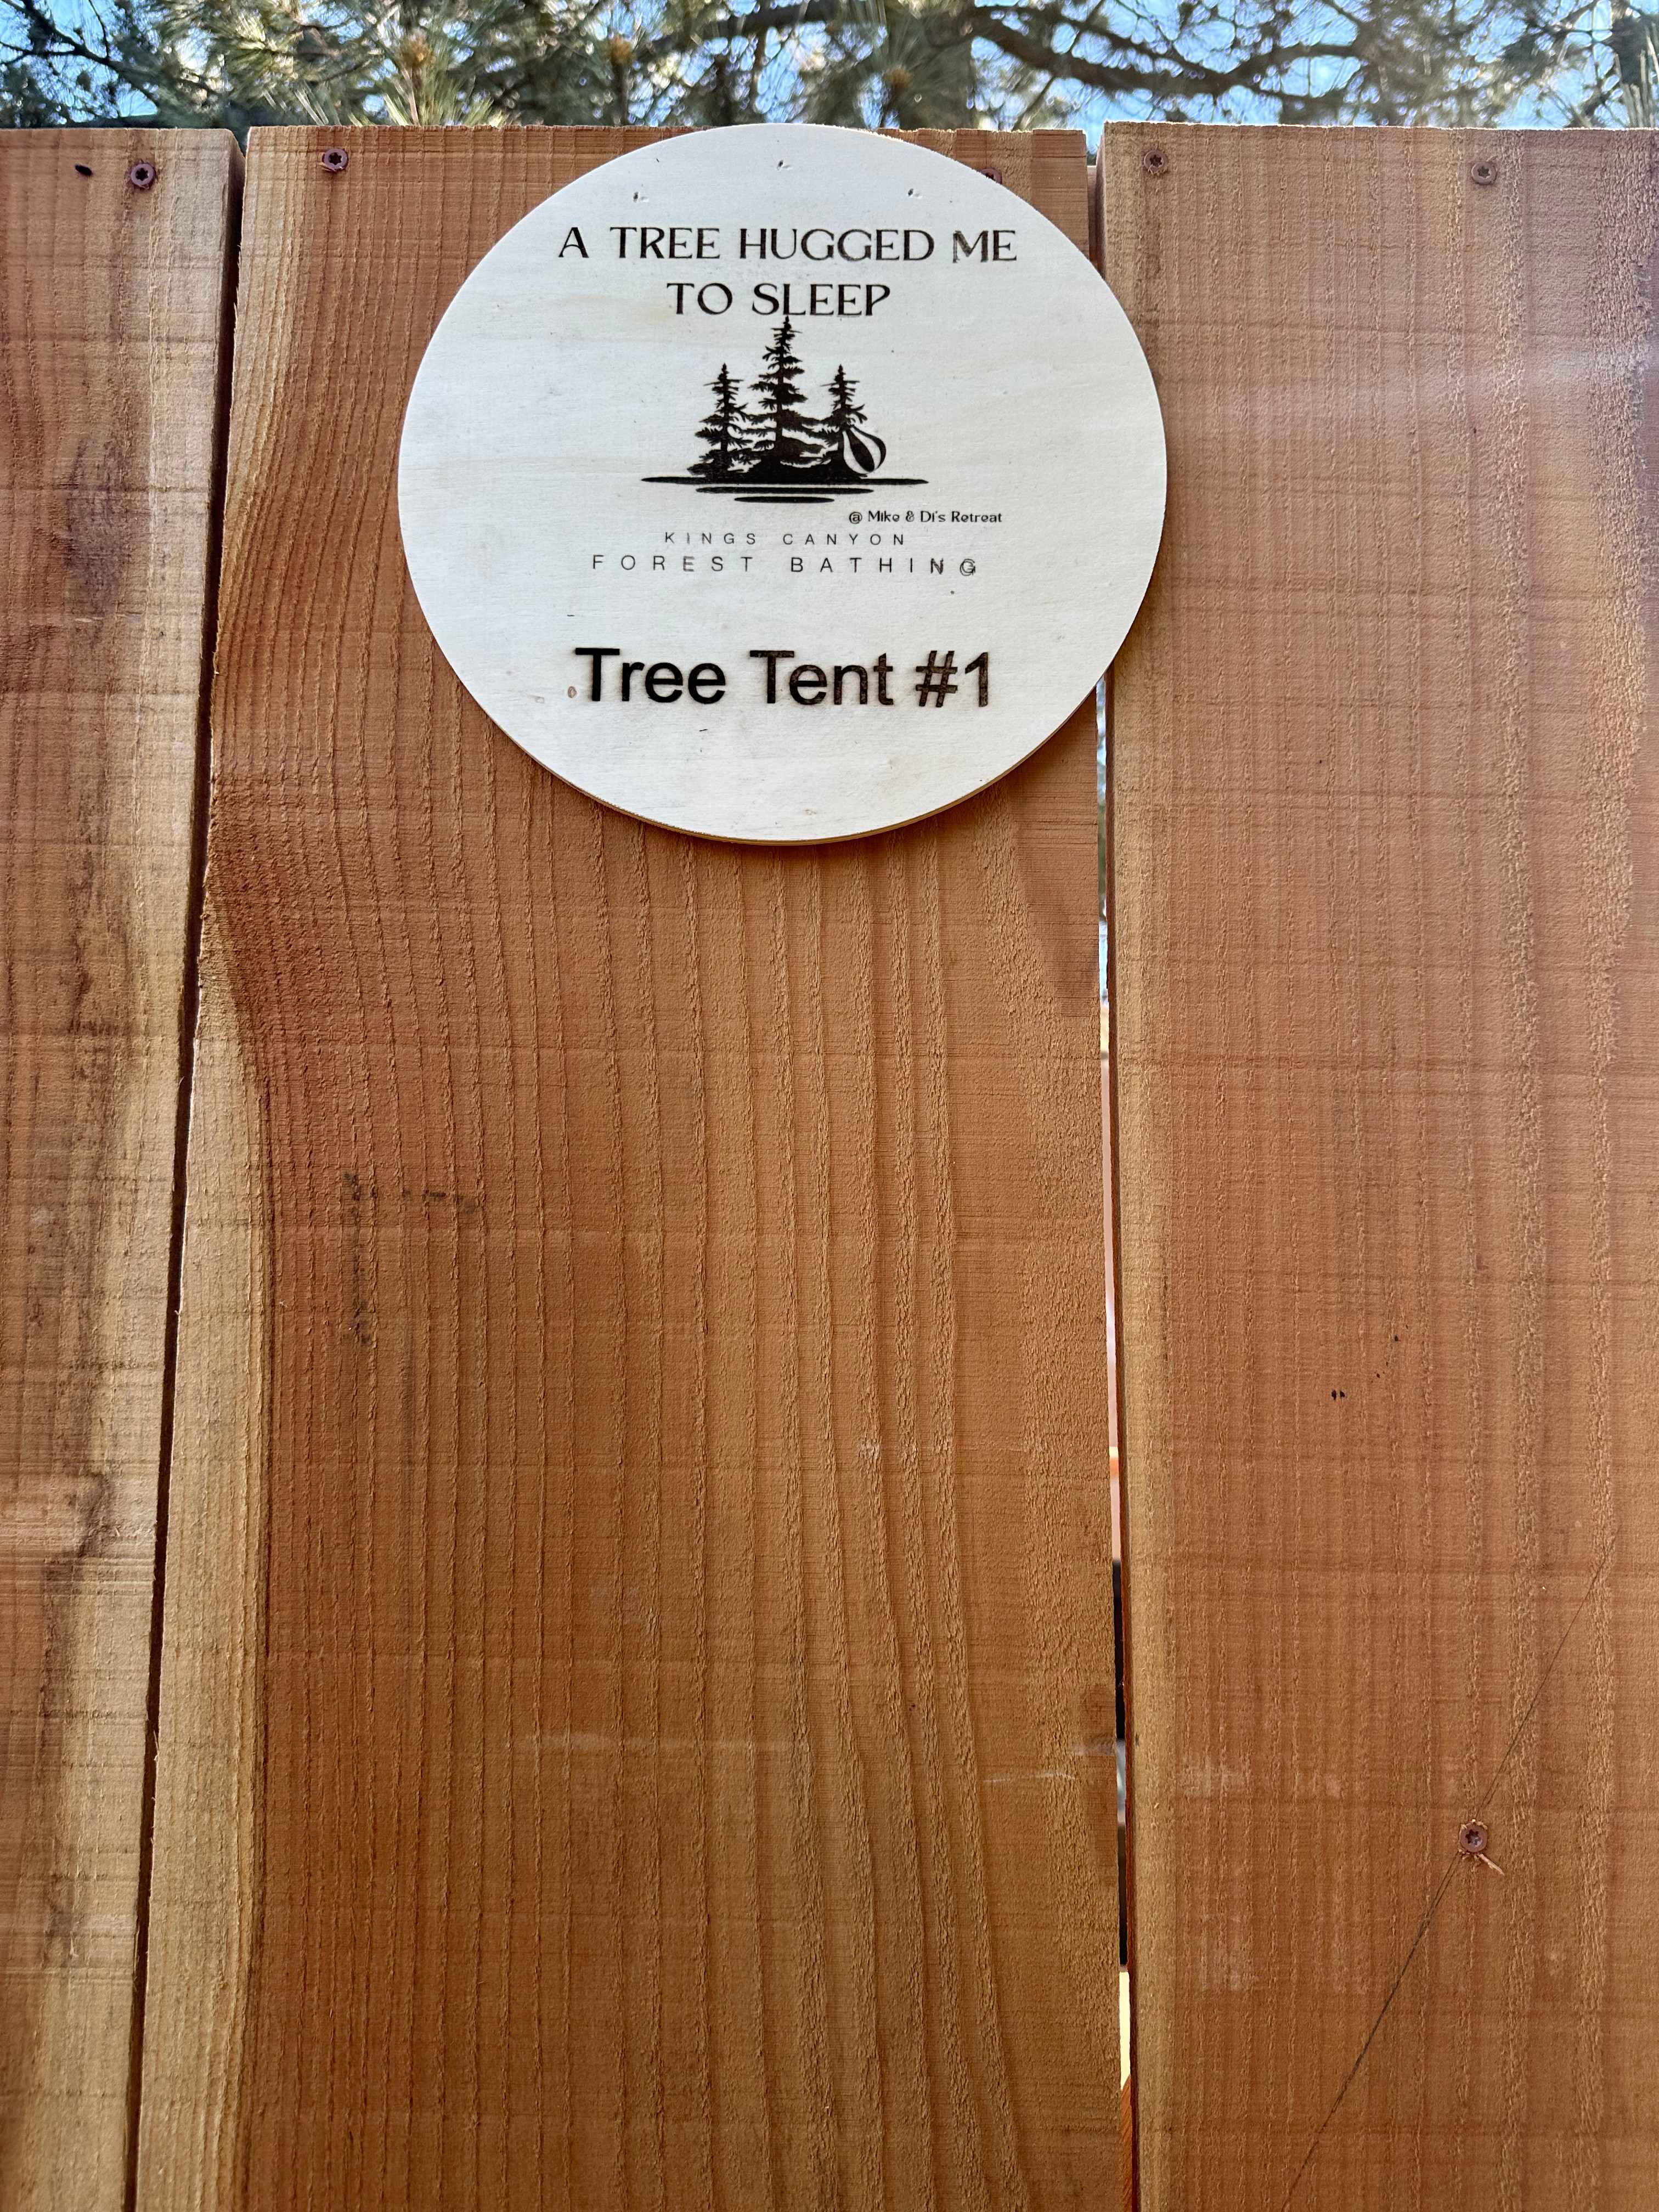 A TREE HUGGED ME
TO SLEEP
@ Mike & Di's Retreat
KINGS CANYON
FOREST BATHING
Tree Tent #1